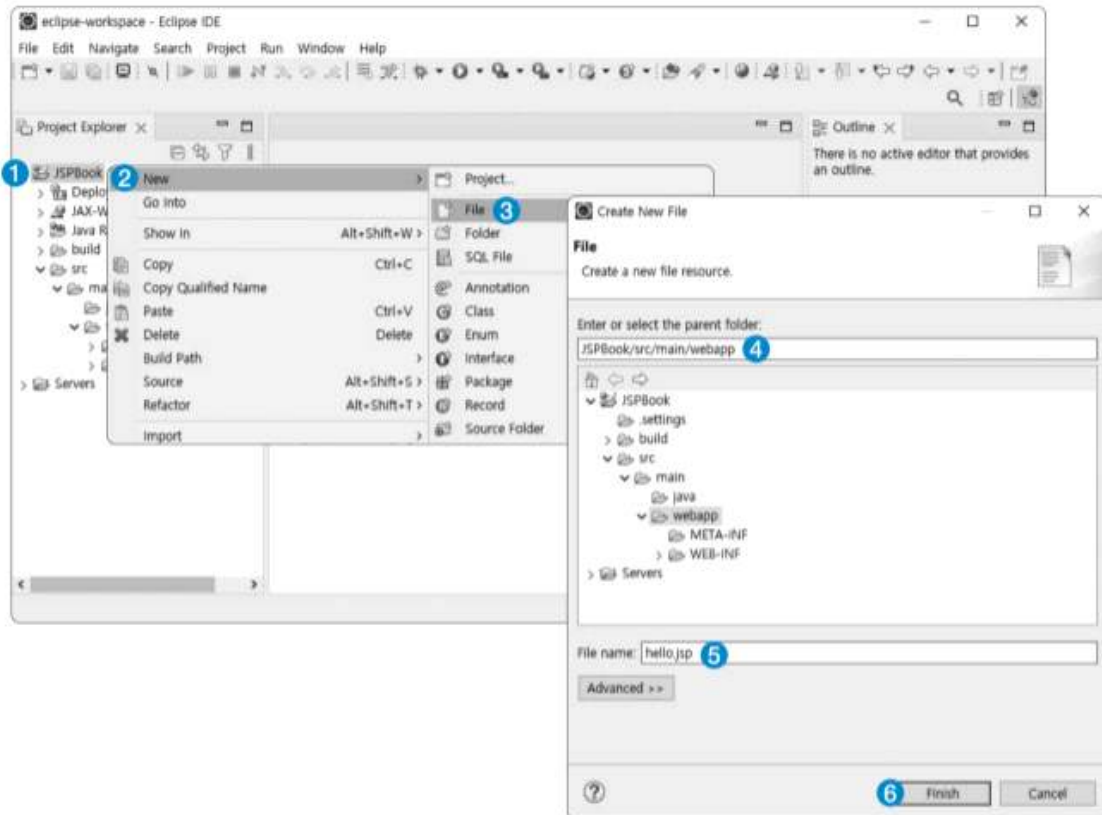 eclipse-workspace - Eclipse IDE
File Edit Navigate Search Project Run Window Help
Project Explorer
Outline
There is no active editor that provides
an outline.
1 JSPBook
Deplo
JAX-W
Java R
build
src
ma
Servers
2 New
Go Into
Show In Alt+Shift+W
Copy Ctrl+C
Copy Qualified Name
Paste Ctrl+V
Delete Delete
Build Path
Source Alt+Shift+S
Refactor Alt+Shift+T
Import
Project...
File 3
Folder
SQL File
Annotation
Class
Enum
Interface
Package
Record
Source Folder
Create New File
File
Create a new file resource.
Enter or select the parent folder:
JSPBook/src/main/webapp 4
JSPBook
.settings
build
src
main
java
webapp
META-INF
WEB-INF
Servers
File name: hello.jsp 5
Advanced >>
6 Finish Cancel